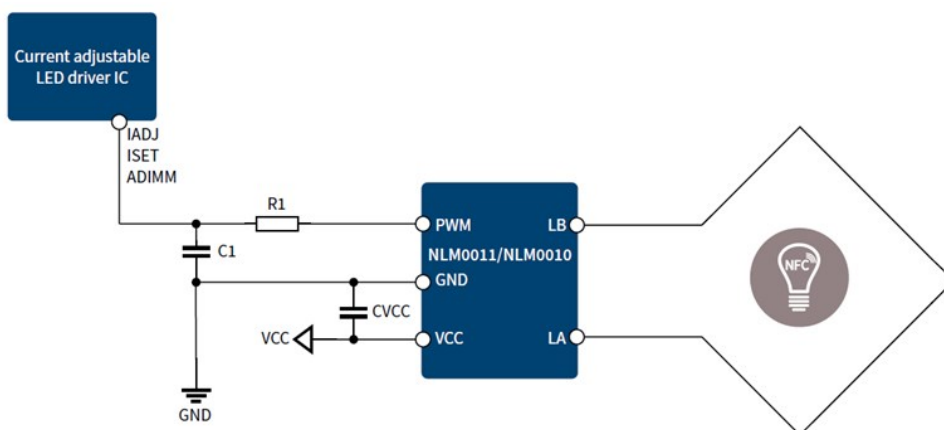 Current adjustable
LED driver IC
IADJ
ISET
ADIMM
R1
C1
PWM
LB
NLM0011/NLM0010
GND
CVCC
VCC
VCC
LA
GND
NFC